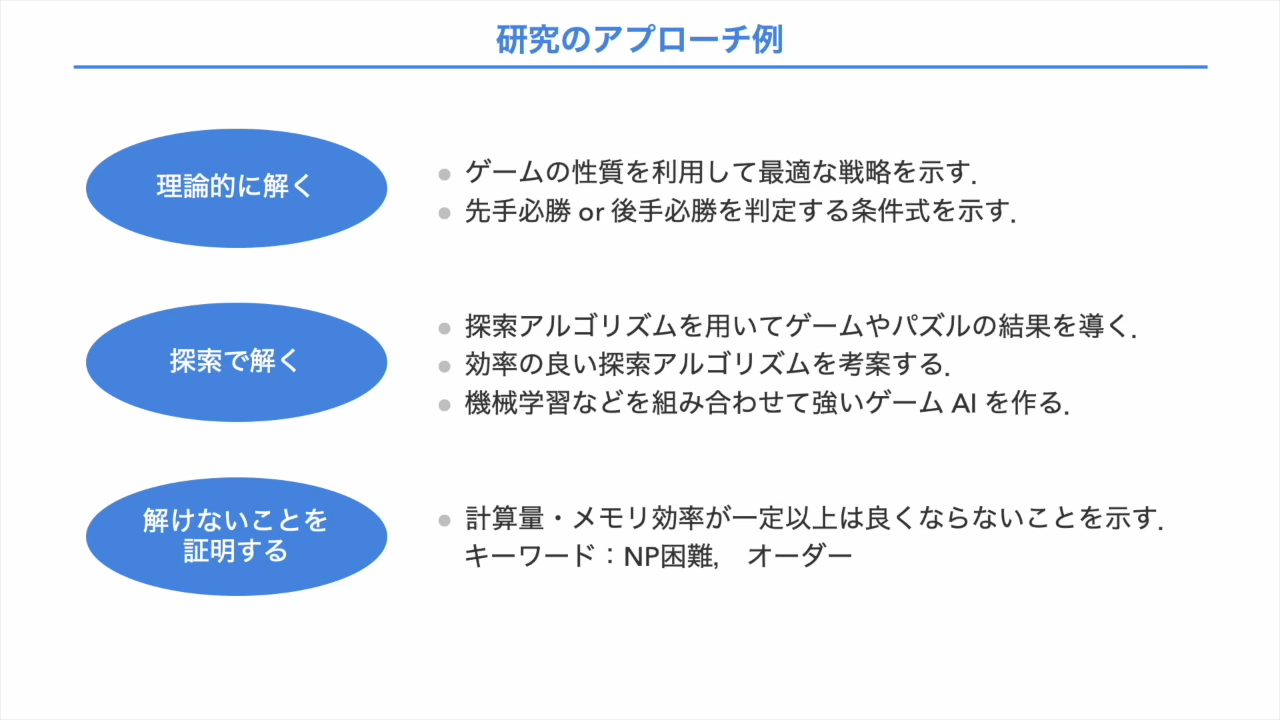 研究のアプローチ例
理論的に解く
ゲームの性質を利用して最適な戦略を示す．
先手必勝 or 後手必勝を判定する条件式を示す．
探索で解く
探索アルゴリズムを用いてゲームやパズルの結果を導く．
効率の良い探索アルゴリズムを考案する．
機械学習などを組み合わせて強いゲーム AI を作る．
解けないことを
証明する
計算量・メモリ効率が一定以上は良くならないことを示す．
キーワード：NP困難，　オーダー